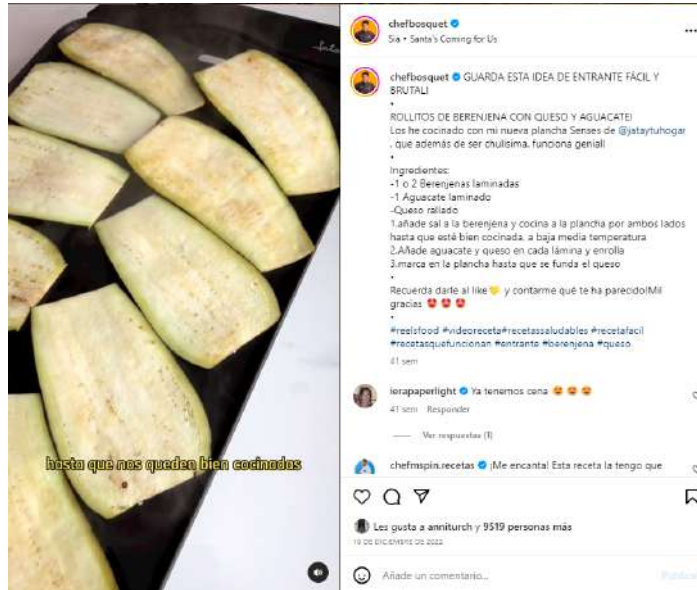 hasta que nos queden bien cocinadas
chefbosquet
Sia • Santa's Coming for Us
chefbosquet GUARDA ESTA IDEA DE ENTRANTE FÁCIL Y
BRUTAL!
•
ROLLITOS DE BERENJENA CON QUESO Y AGUACATE!
Los he cocinado con mi nueva plancha Senses de @jataytuhogar
, que además de ser chulísima, funciona genial!
•
Ingredientes:
-1 o 2 Berenjenas laminadas
-1 Aguacate laminado
-Queso rallado
1.añade sal a la berenjena y cocina a la plancha por ambos lados
hasta que esté bien cocinada, a baja media temperatura
2.Añade aguacate y queso en cada lámina y enrolla
3.marca en la plancha hasta que se funda el queso
•
Recuerda darle al like 💛 y contarme qué te ha parecido!Mil
gracias 😍 😍 😍
•
#reelsfood #videoreceta#recetassaludables #recetafacil
#recetasquefuncionan #entrante #berenjena #queso
41 sem
ierapaperlight Ya tenemos cena 😍 😍 😍
41 sem Responder
Ver respuestas (1)
chefmspin.recetas ¡Me encanta! Esta receta la tengo que
Les gusta a anniturch y 9519 personas más
19 DE DICIEMBRE DE 2022
Añade un comentario...
Publicar